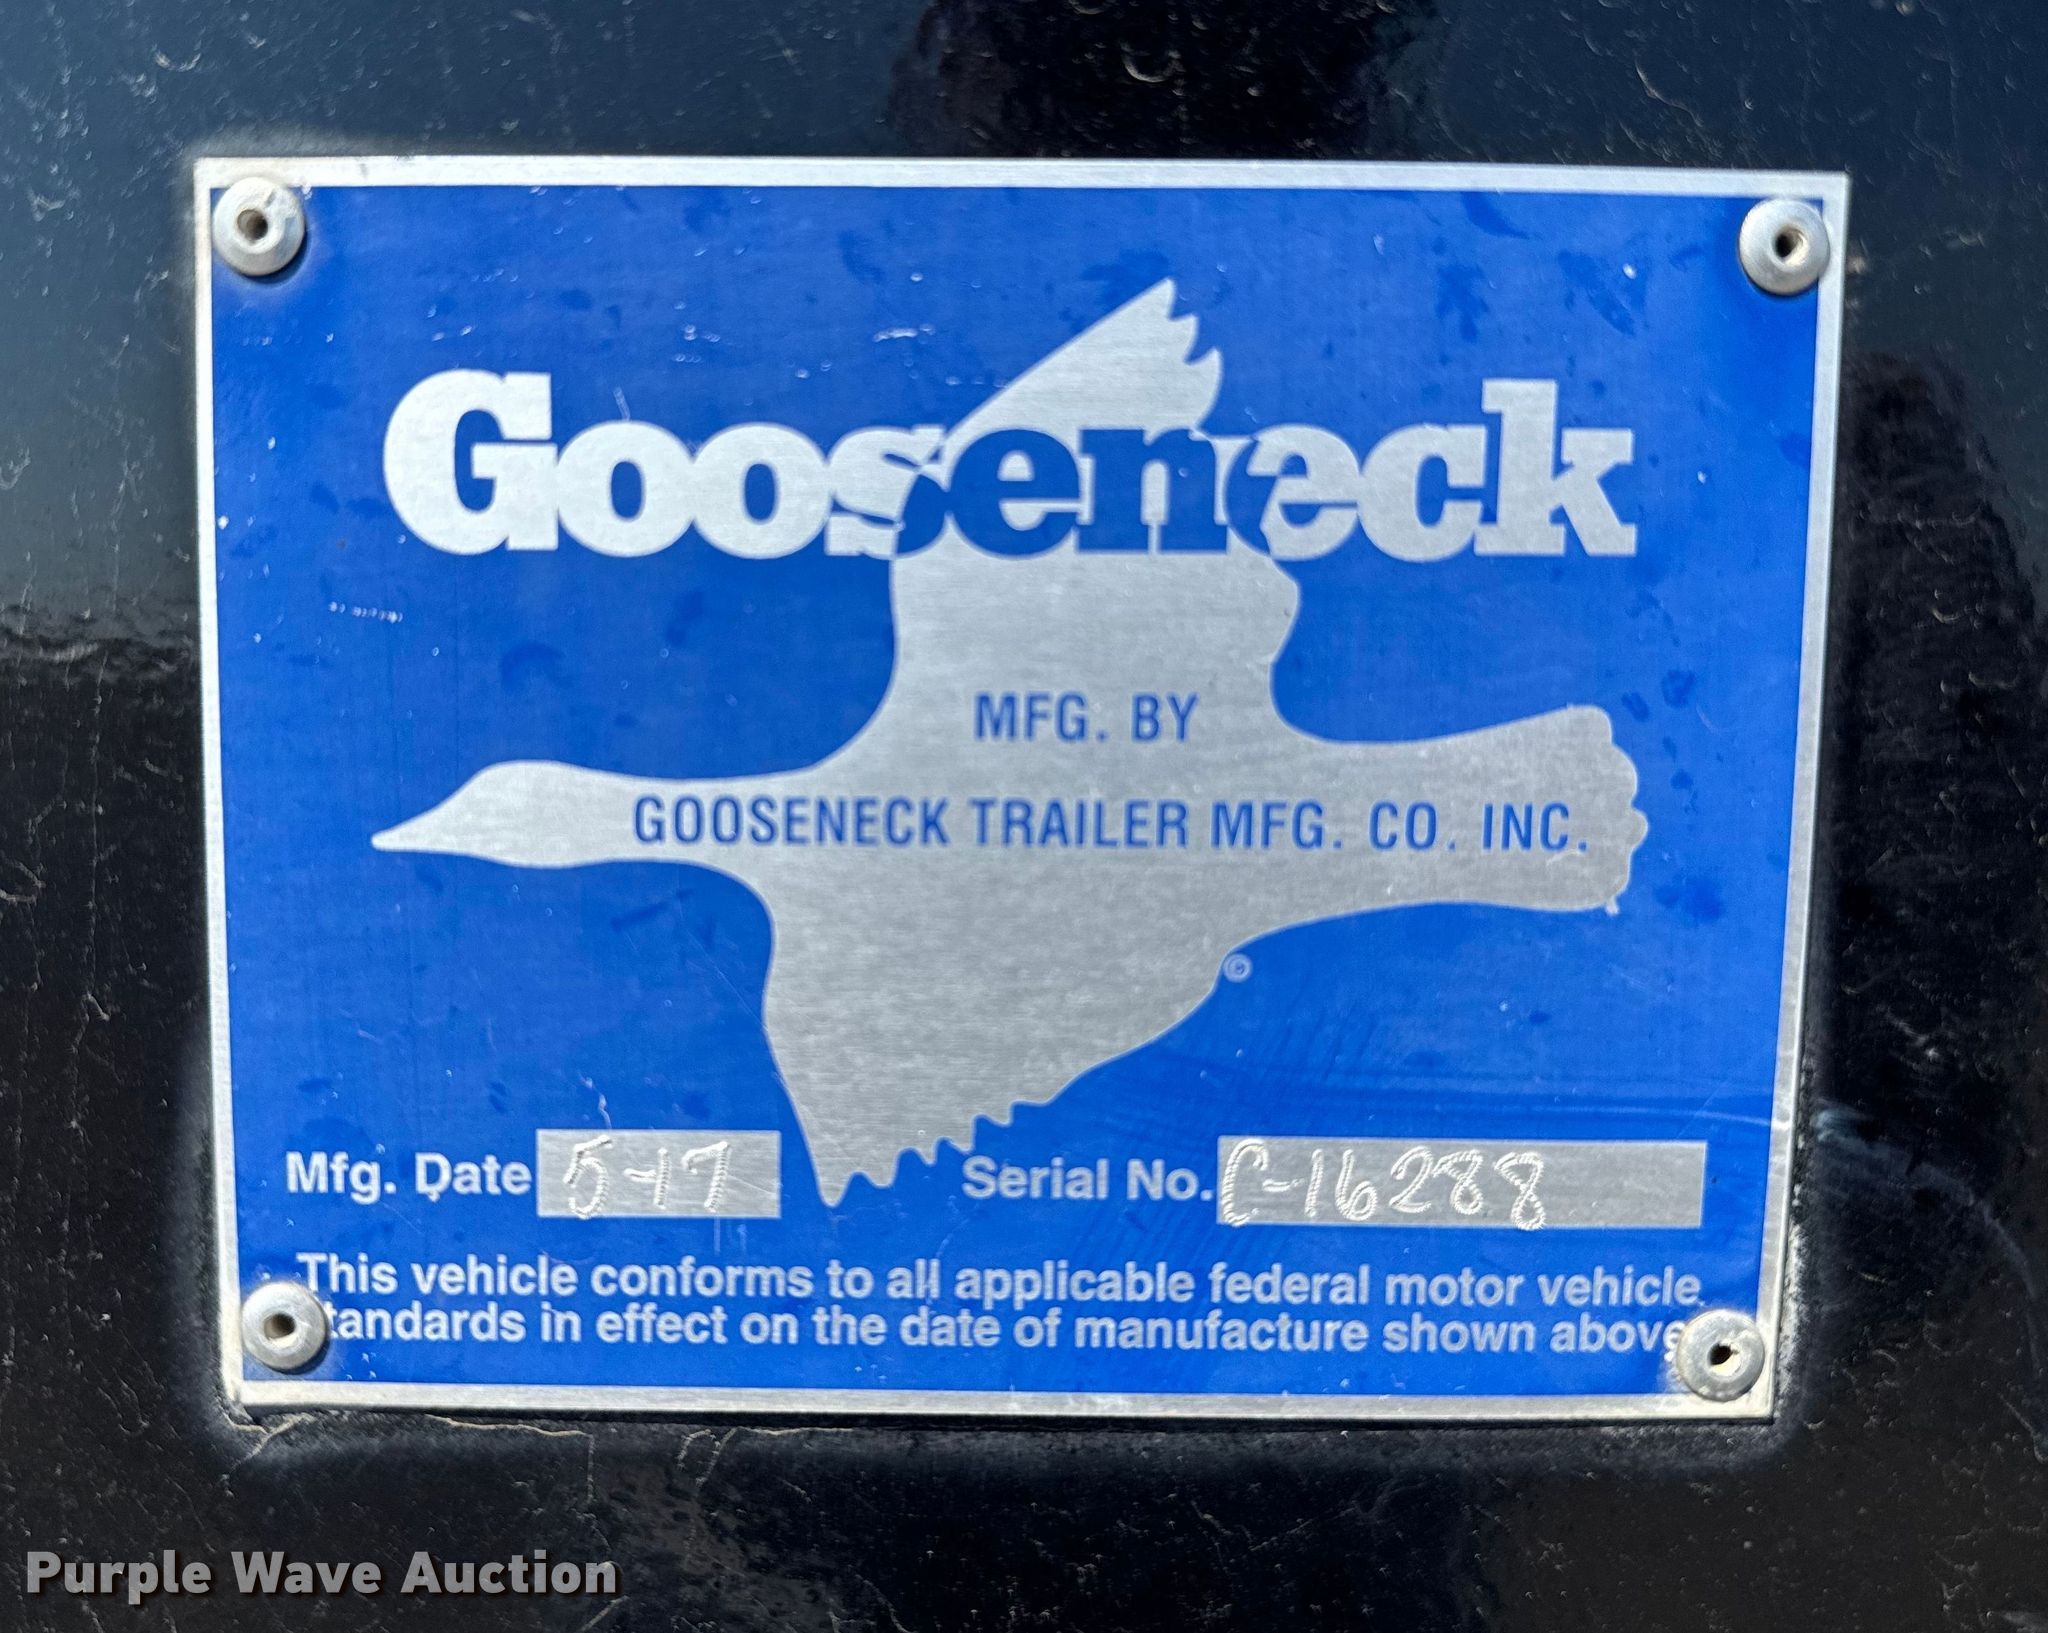 Gooseneck
MFG. BY
GOOSENECK TRAILER MFG. CO. INC.
©
Mfg. Date 5-17 Serial No. C-16288
This vehicle conforms to all applicable federal motor vehicle
standards in effect on the date of manufacture shown above.
Purple Wave Auction